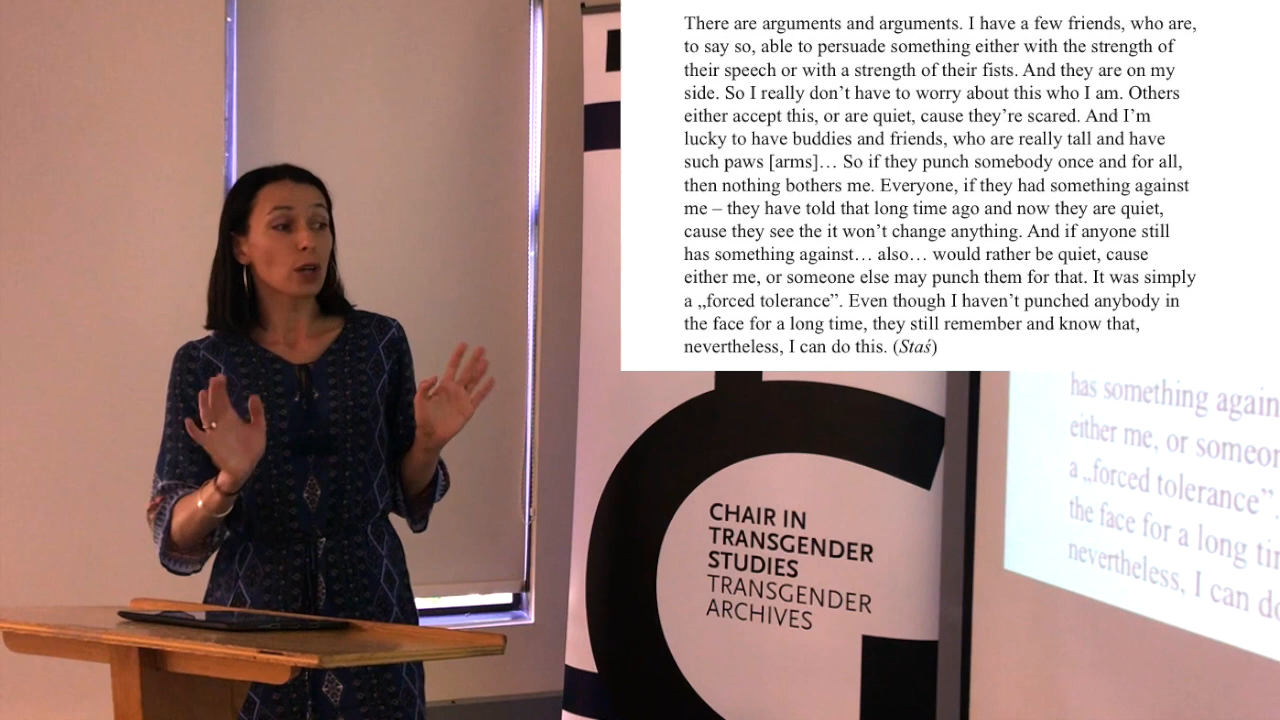 There are arguments and arguments. I have a few friends, who are,
to say so, able to persuade something either with the strength of
their speech or with a strength of their fists. And they are on my
side. So I really don’t have to worry about this who I am. Others
either accept this, or are quiet, cause they’re scared. And I’m
lucky to have buddies and friends, who are really tall and have
such paws [arms]… So if they punch somebody once and for all,
then nothing bothers me. Everyone, if they had something against
me – they have told that long time ago and now they are quiet,
cause they see the it won’t change anything. And if anyone still
has something against… also… would rather be quiet, cause
either me, or someone else may punch them for that. It was simply
a „forced tolerance”. Even though I haven’t punched anybody in
the face for a long time, they still remember and know that,
nevertheless, I can do this. (Staś)
CHAIR IN
TRANSGENDER
STUDIES
TRANSGENDER
ARCHIVES
has something
either me, or
a „forced tolerance”
the face for a long
nevertheless, I can